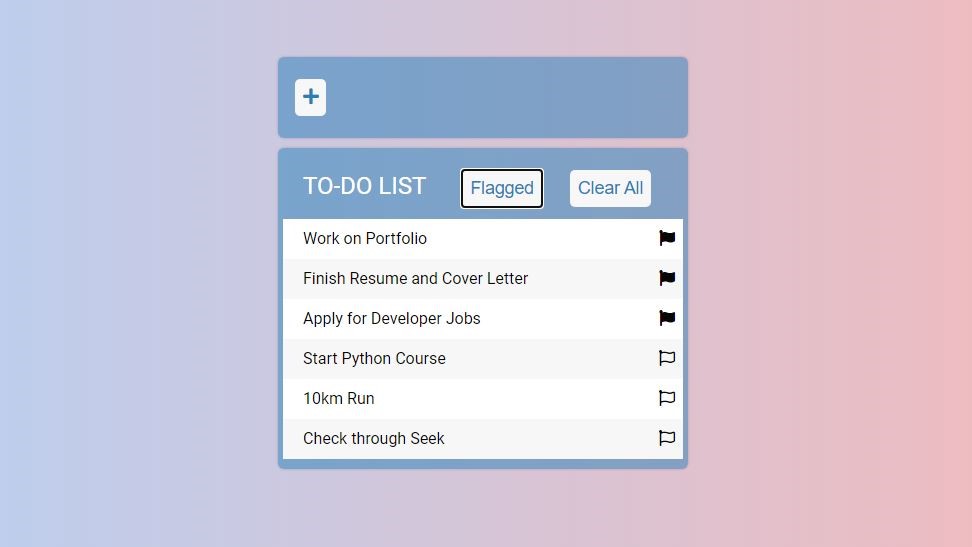 TO-DO LIST Flagged Clear All
Work on Portfolio
Finish Resume and Cover Letter
Apply for Developer Jobs
Start Python Course
10km Run
Check through Seek